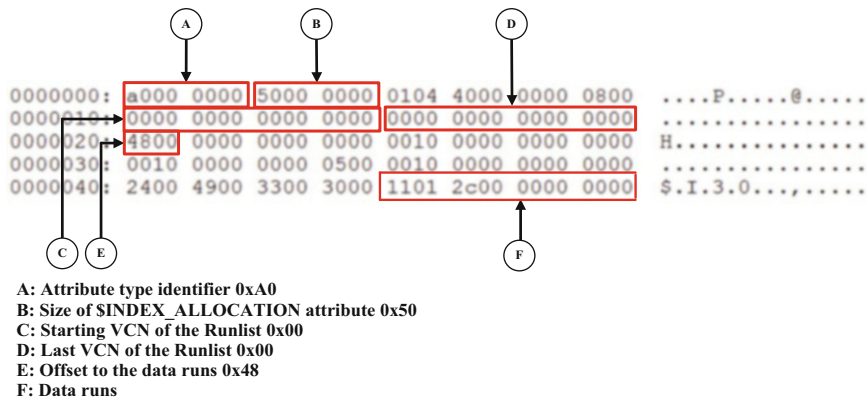 A B D
0000000: a000 0000 5000 0000 0104 4000 0000 0800 ....P.....@.....
0000010: 0000 0000 0000 0000 0000 0000 0000 0000 ................
0000020: 4800 0000 0000 0000 0010 0000 0000 0000 H...............
0000030: 0010 0000 0000 0500 0010 0000 0000 0000 ................
0000040: 2400 4900 3300 3000 1101 2c00 0000 0000 $.I.3.0...,.....
C E F
A: Attribute type identifier 0xA0
B: Size of $INDEX_ALLOCATION attribute 0x50
C: Starting VCN of the Runlist 0x00
D: Last VCN of the Runlist 0x00
E: Offset to the data runs 0x48
F: Data runs